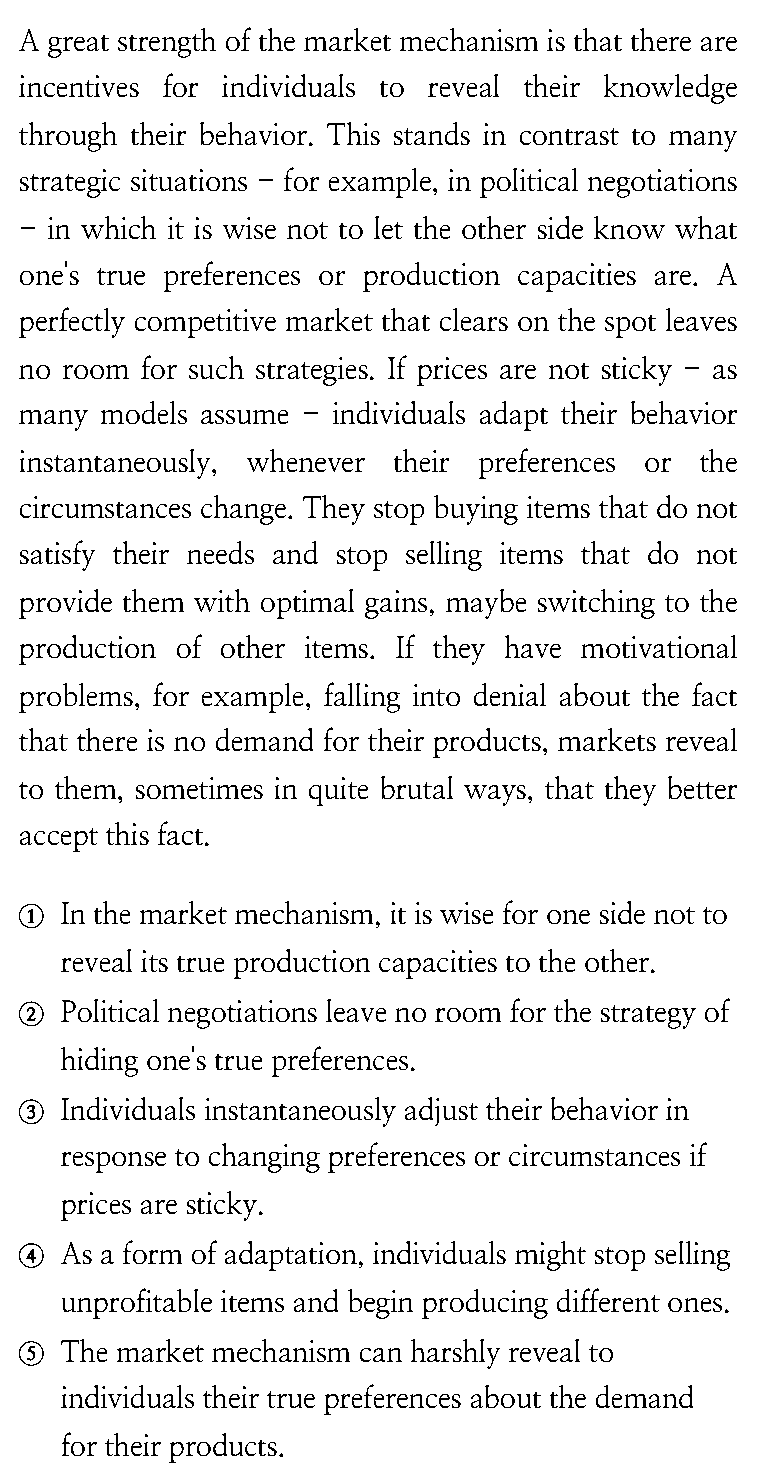 A great strength of the market mechanism is that there are
incentives for individuals to reveal their knowledge
through their behavior. This stands in contrast to many
strategic situations − for example, in political negotiations
− in which it is wise not to let the other side know what
one's true preferences or production capacities are. A
perfectly competitive market that clears on the spot leaves
no room for such strategies. If prices are not sticky − as
many models assume − individuals adapt their behavior
instantaneously, whenever their preferences or the
circumstances change. They stop buying items that do not
satisfy their needs and stop selling items that do not
provide them with optimal gains, maybe switching to the
production of other items. If they have motivational
problems, for example, falling into denial about the fact
that there is no demand for their products, markets reveal
to them, sometimes in quite brutal ways, that they better
accept this fact.
① In the market mechanism, it is wise for one side not to
reveal its true production capacities to the other.
② Political negotiations leave no room for the strategy of
hiding one's true preferences.
③ Individuals instantaneously adjust their behavior in
response to changing preferences or circumstances if
prices are sticky.
④ As a form of adaptation, individuals might stop selling
unprofitable items and begin producing different ones.
⑤ The market mechanism can harshly reveal to
individuals their true preferences about the demand
for their products.